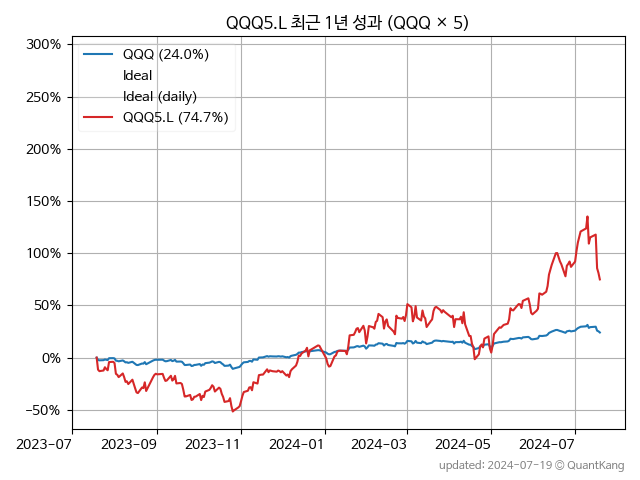 QQQ5.L 최근 1년 성과 (QQQ × 5)
300%
250%
200%
150%
100%
50%
0%
−50%
QQQ (24.0%)
Ideal
Ideal (daily)
QQQ5.L (74.7%)
2023−07
2023−09
2023−11
2024−01
2024−03
2024−05
2024−07
updated: 2024−07−19 © QuantKang